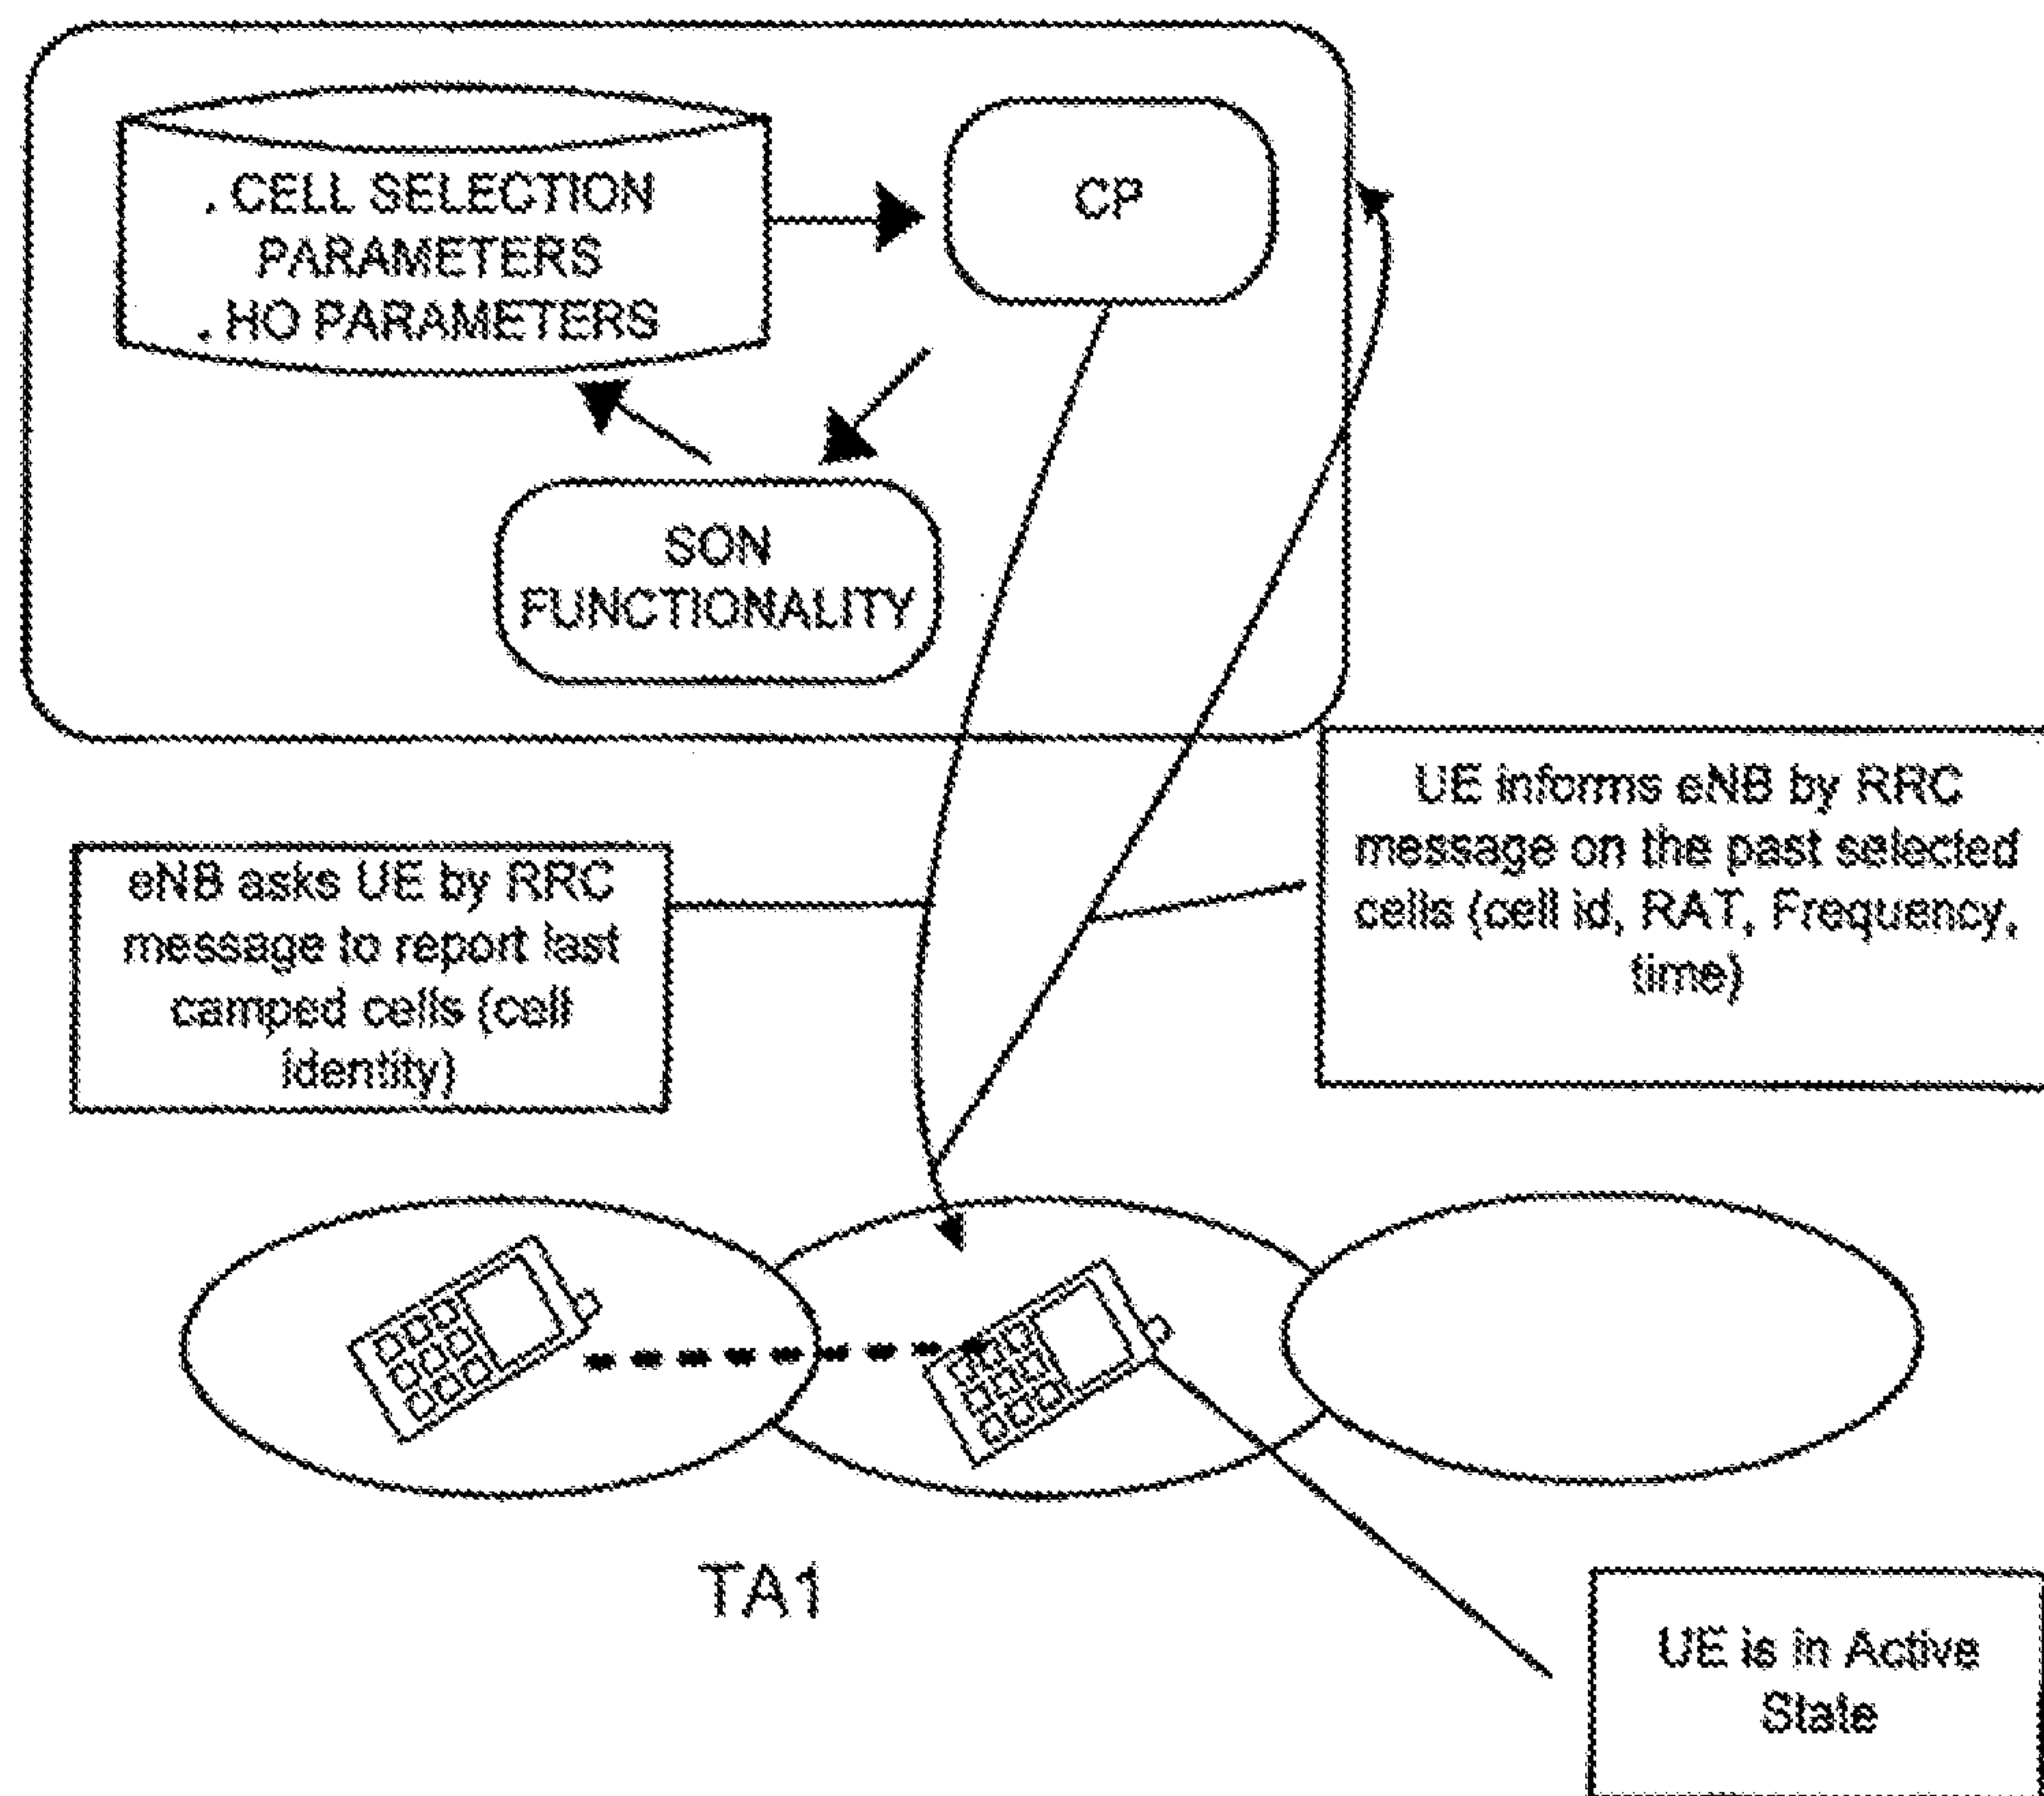 . CELL SELECTION
PARAMETERS
. HO PARAMETERS
CP
SON
FUNCTIONALITY
UE informs eNB by RRC
message on the past selected
cells (cell id, RAT, Frequency,
time)
eNB asks UE by RRC
message to report last
camped cells (cell
identity)
TA1
UE is in Active
State